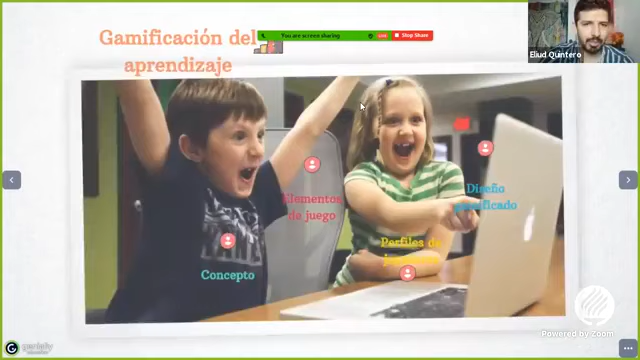 Gamificación del
aprendizaje
You are screen sharing
Stop Share
Eliud Quintero
Elementos
de juego
Diseño
gamificado
Perfiles de
Concepto
genially
Powered by Zoom